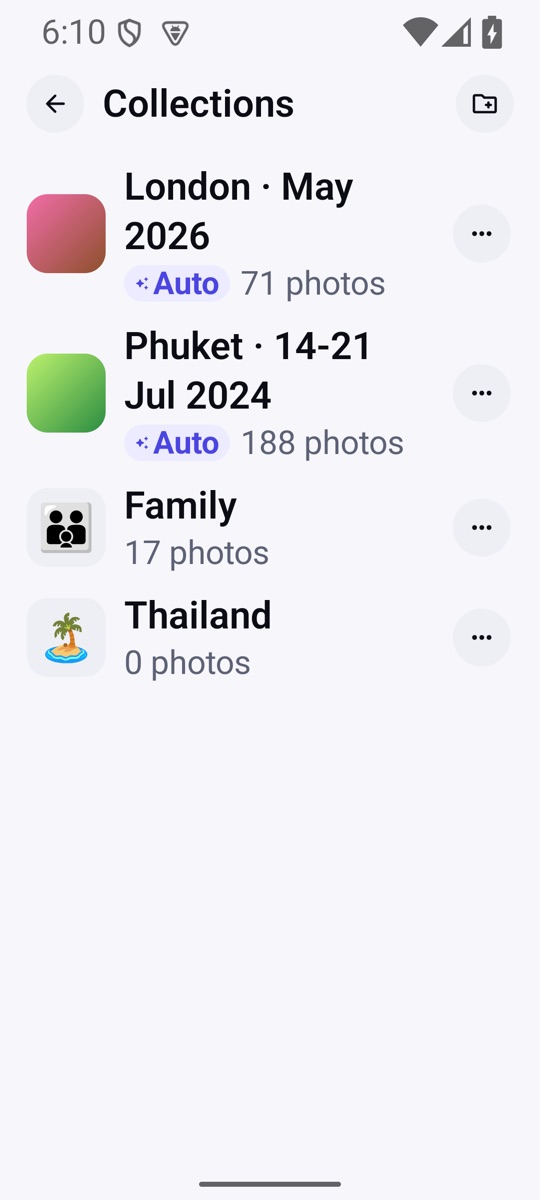 6:10
Collections
London · May
2026
Auto 71 photos
Phuket · 14-21
Jul 2024
Auto 188 photos
Family
17 photos
Thailand
0 photos